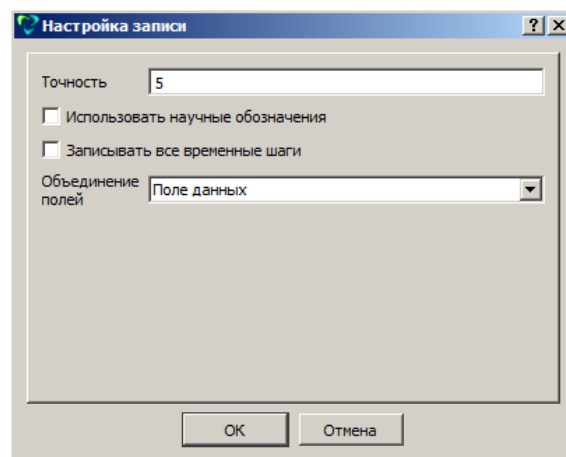 Настройка записи
Точность 5
Использовать научные обозначения
Записывать все временные шаги
Объединение
полей Поле данных
OK Отмена